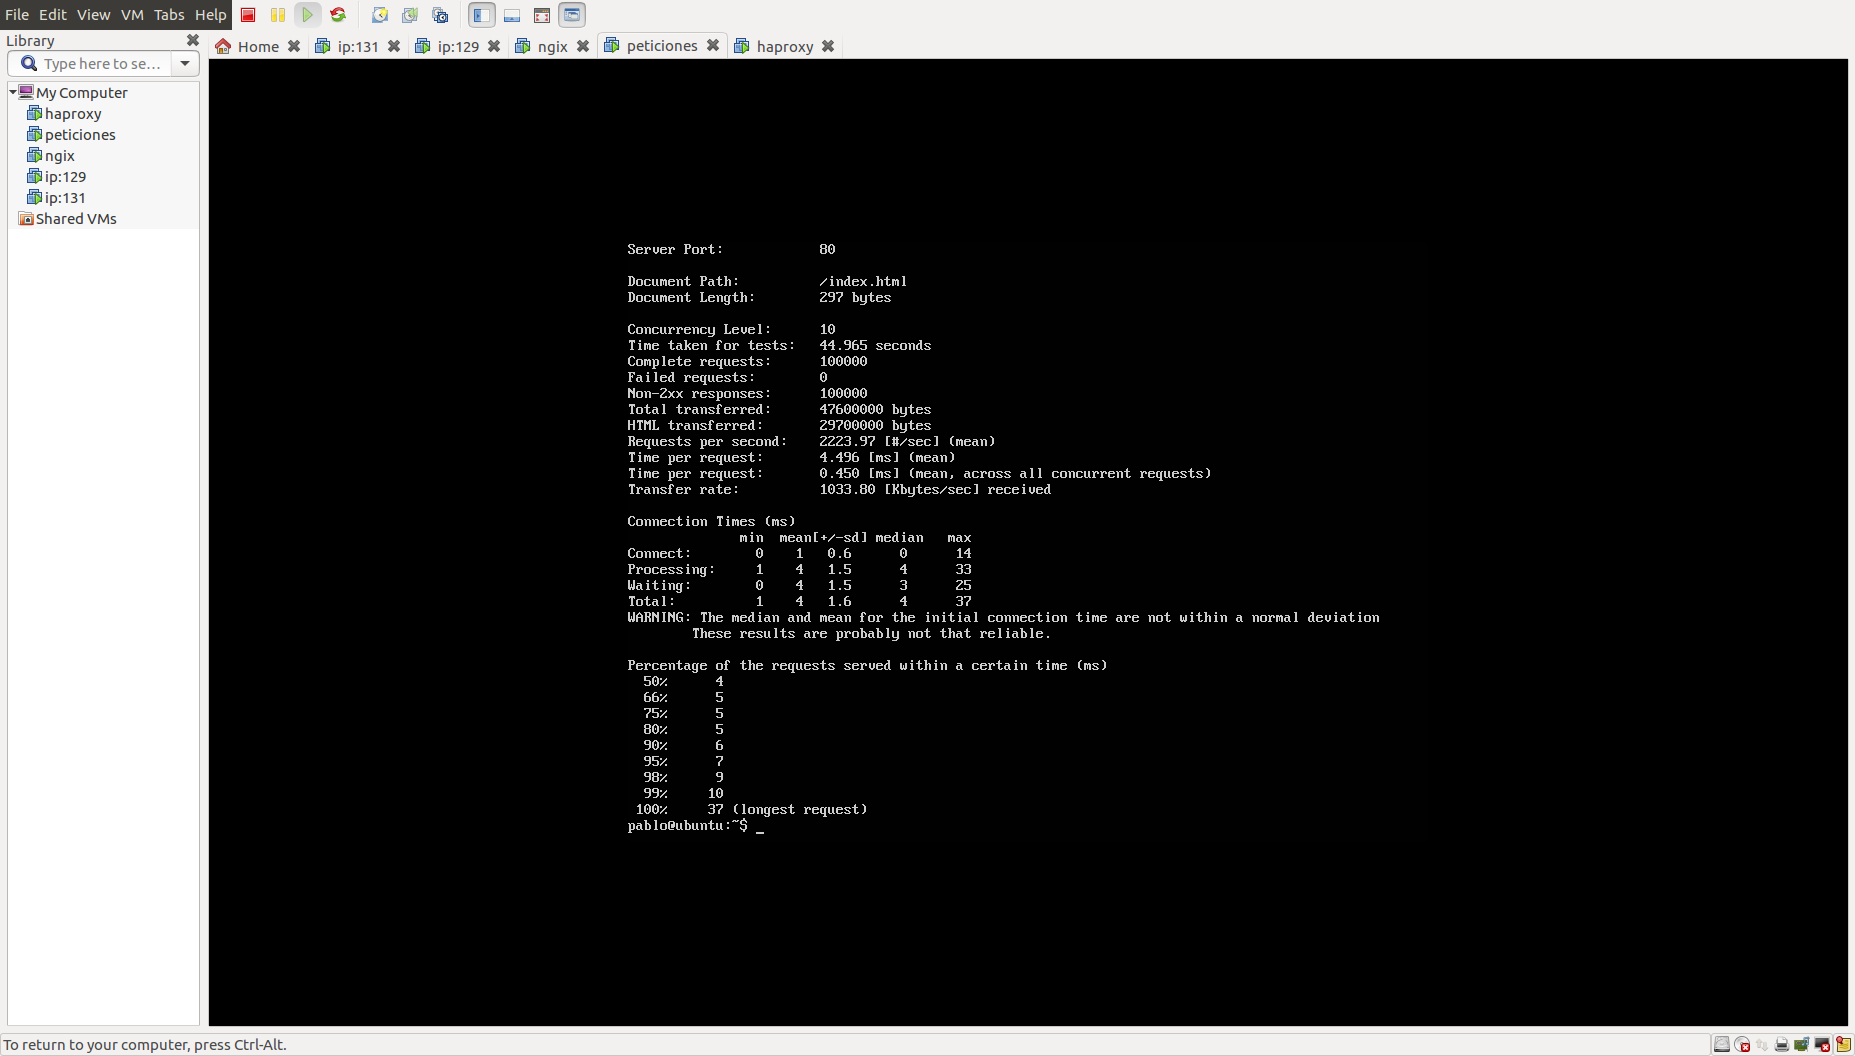 File Edit View VM Tabs Help
Library
Home ip:131 ip:129 ngix peticiones haproxy
Type here to se...
My Computer
haproxy
peticiones
ngix
ip:129
ip:131
Shared VMs
Server Port: 80
Document Path: /index.html
Document Length: 297 bytes
Concurrency Level: 10
Time taken for tests: 44.965 seconds
Complete requests: 100000
Failed requests: 0
Non-2xx responses: 100000
Total transferred: 47600000 bytes
HTML transferred: 29700000 bytes
Requests per second: 2223.97 [#/sec] (mean)
Time per request: 4.496 [ms] (mean)
Time per request: 0.450 [ms] (mean, across all concurrent requests)
Transfer rate: 1033.80 [Kbytes/sec] received
Connection Times (ms)
min mean[+/-sd] median max
Connect: 0 1 0.6 0 14
Processing: 1 4 1.5 4 33
Waiting: 0 4 1.5 3 25
Total: 1 4 1.6 4 37
WARNING: The median and mean for the initial connection time are not within a normal deviation
These results are probably not that reliable.
Percentage of the requests served within a certain time (ms)
50% 4
66% 5
75% 5
80% 5
90% 6
95% 7
98% 9
99% 10
100% 37 (longest request)
pablo@ubuntu:~$ _
To return to your computer, press Ctrl-Alt.